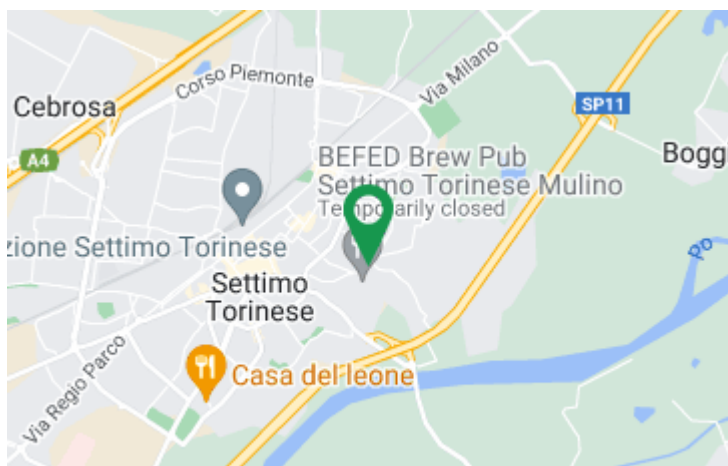 Corso Piemonte
Via Milano
Cebrosa
SP11
A4
BEFED Brew Pub
Settimo Torinese Mulino
Temporarily closed
Bogg
zione Settimo Torinese
Settimo
Torinese
Po
Via Regio Parco
Casa del leone